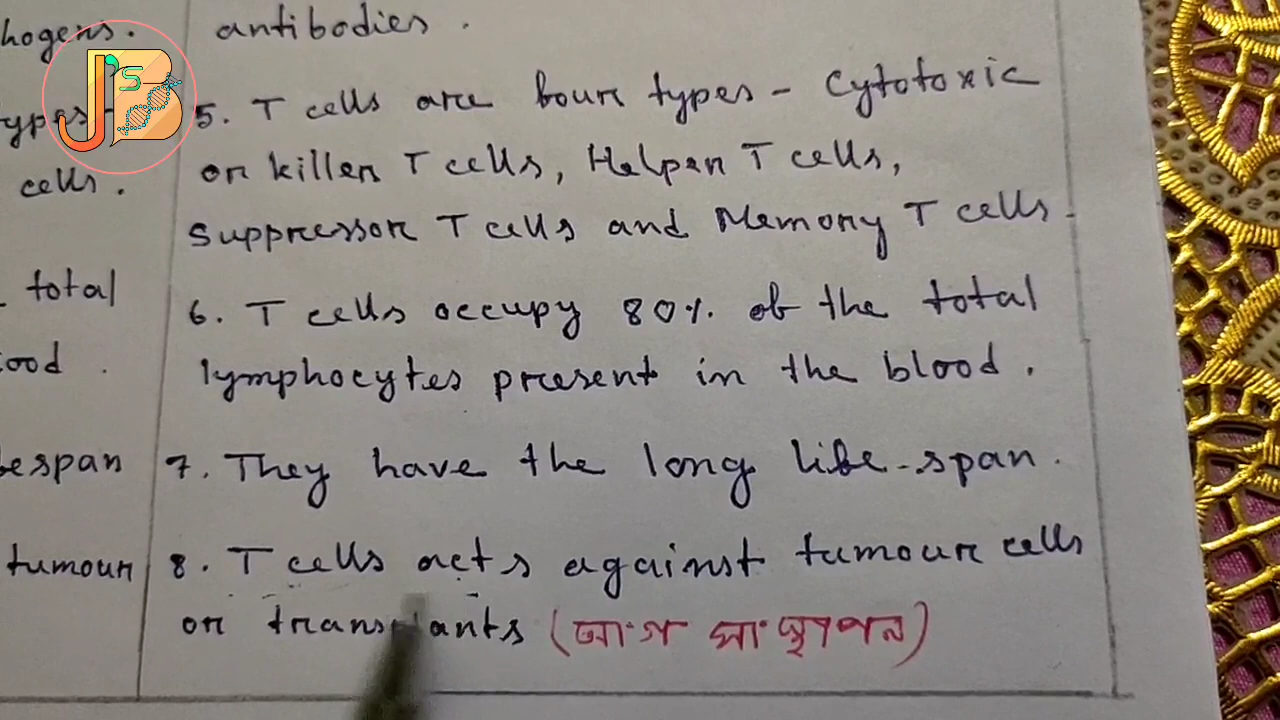 hogens. antibodies.
ypes- 5. T cells are four types - Cytotoxic
cells. or killer T cells, Helper T cells,
Suppressor T cells and Memory T cells.
total 6. T cells occupy 80% of the total
ood. lymphocytes present in the blood.
espan 7. They have the long life-span.
tumour 8. T cells acts against tumour cells
or transplants
J's B